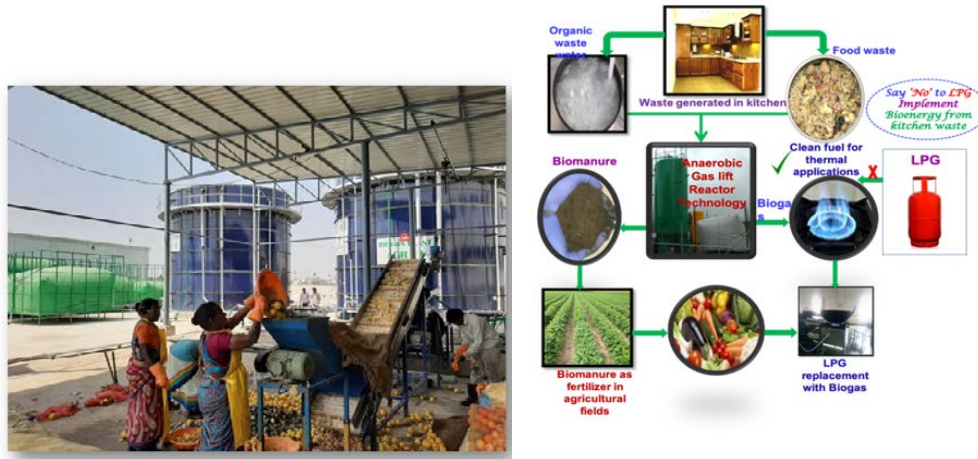 Organic waste
water
Food waste
Waste generated in kitchen
Say 'No' to LPG
Implement
Bioenergy from
kitchen waste
Clean fuel for
thermal
applications
LPG
X
Biomanure
Anaerobic
Gas lift
Reactor
Technology
Bioga
s
Biomanure as
fertilizer in
agricultural
fields
LPG
replacement
with Biogas